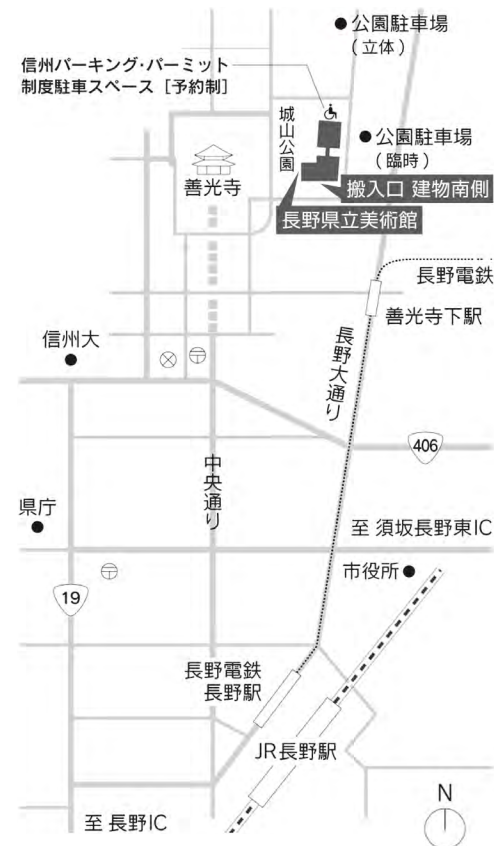 公園駐車場
（立体）
信州パーキング・パーミット
制度駐車スペース［予約制］
城山公園
公園駐車場
（臨時）
善光寺
搬入口 建物南側
長野県立美術館
長野電鉄
善光寺下駅
信州大
長野大通り
406
中央通り
県庁
至 須坂長野東IC
市役所
19
長野電鉄
長野駅
JR長野駅
N
至 長野IC